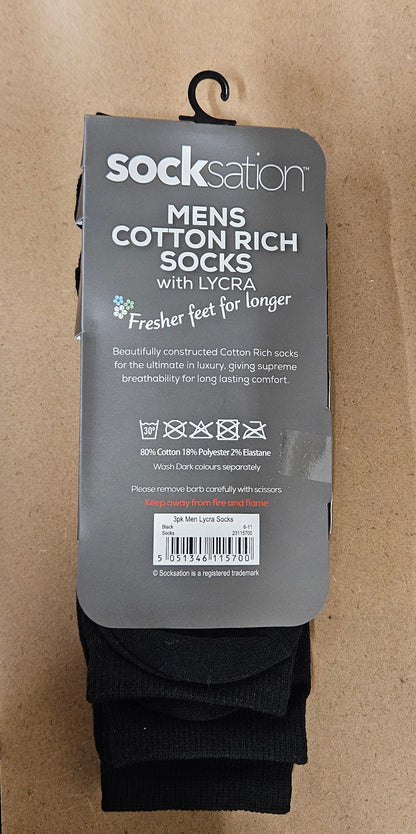 socksation™
MENS
COTTON RICH
SOCKS
with LYCRA
Fresher feet for longer
Beautifully constructed Cotton Rich socks
for the ultimate in luxury, giving supreme
breathability for long lasting comfort.
30°
80% Cotton 18% Polyester 2% Elastane
Wash Dark colours separately
Please remove barb carefully with scissors
Keep away from fire and flame
3pk Men Lycra Socks
Black 6-11
Socks 23115700
5 051346 115700
© Socksation is a registered trademark